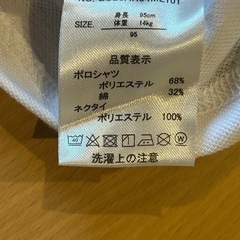 SIZE. 身長 95cm
体重 14kg
95
品質表示
ポロシャツ
ポリエステル 68%
綿 32%
ネクタイ
ポリエステル 100%
洗濯上の注意